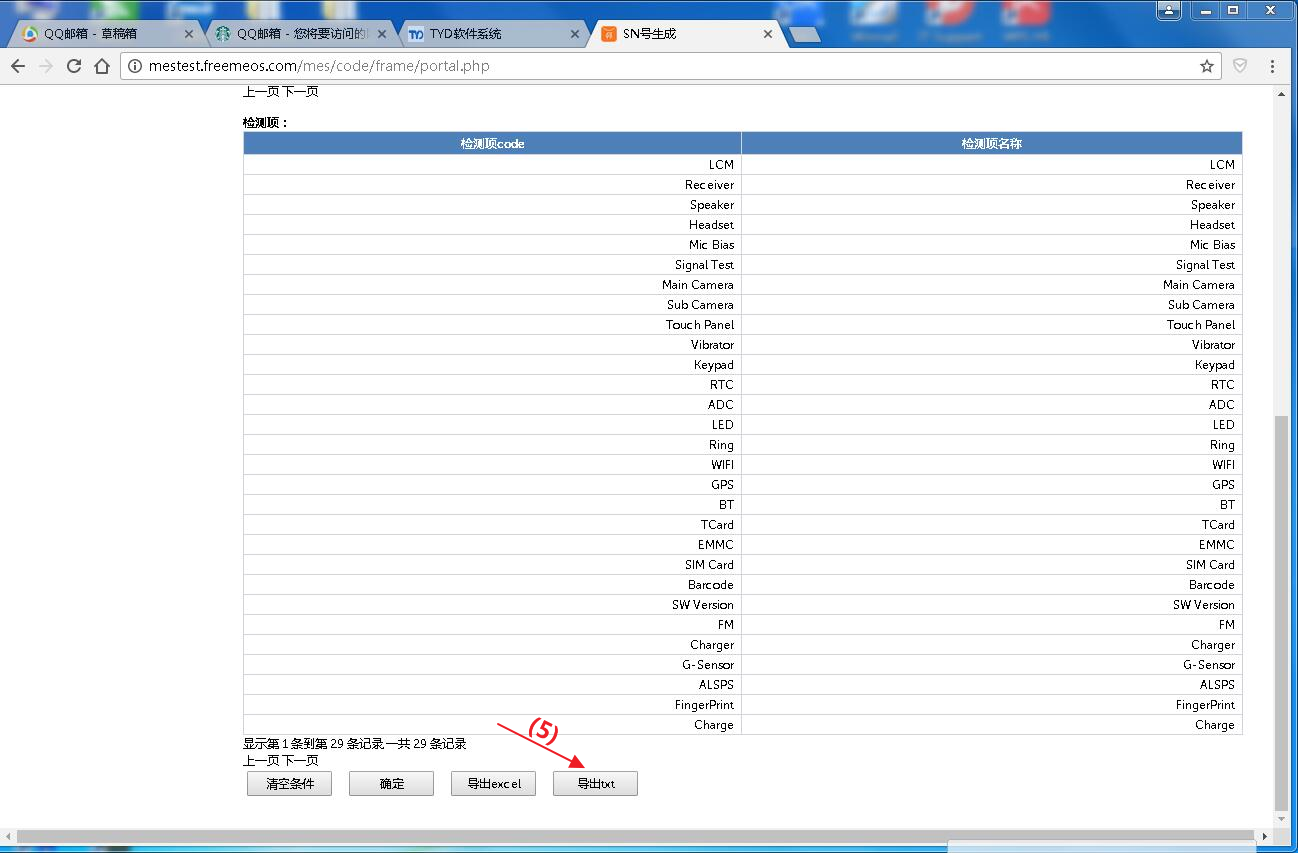 QQ邮箱 - 草稿箱
QQ邮箱 - 您将要访问的
TYD软件系统
SN号生成
mestest.freemeos.com/mes/code/frame/portal.php
上一页 下一页
检测项：
检测项code 检测项名称
LCM LCM
Receiver Receiver
Speaker Speaker
Headset Headset
Mic Bias Mic Bias
Signal Test Signal Test
Main Camera Main Camera
Sub Camera Sub Camera
Touch Panel Touch Panel
Vibrator Vibrator
Keypad Keypad
RTC RTC
ADC ADC
LED LED
Ring Ring
WIFI WIFI
GPS GPS
BT BT
TCard TCard
EMMC EMMC
SIM Card SIM Card
Barcode Barcode
SW Version SW Version
FM FM
Charger Charger
G-Sensor G-Sensor
ALSPS ALSPS
FingerPrint FingerPrint
Charge Charge
显示第 1 条到第 29 条记录 一共 29 条记录
(5)
上一页 下一页
清空条件 确定 导出excel 导出txt